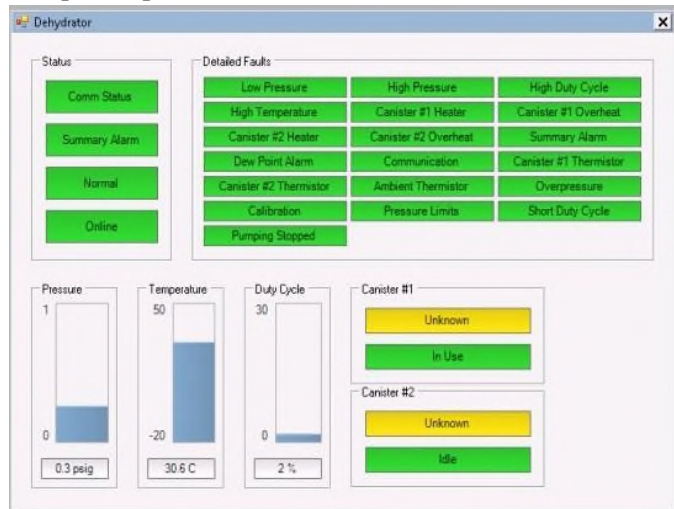 Dehydrator
Status
Comm Status
Summary Alarm
Normal
Online
Detailed Faults
Low Pressure High Pressure High Duty Cycle
High Temperature Canister #1 Heater Canister #1 Overheat
Canister #2 Heater Canister #2 Overheat Summary Alarm
Dew Point Alarm Communication Canister #1 Thermistor
Canister #2 Thermistor Ambient Thermistor Overpressure
Calibration Pressure Limits Short Duty Cycle
Pumping Stopped
Pressure
1
0
0.3 psig
Temperature
50
-20
30.6 C
Duty Cycle
30
0
2 %
Canister #1
Unknown
In Use
Canister #2
Unknown
Idle